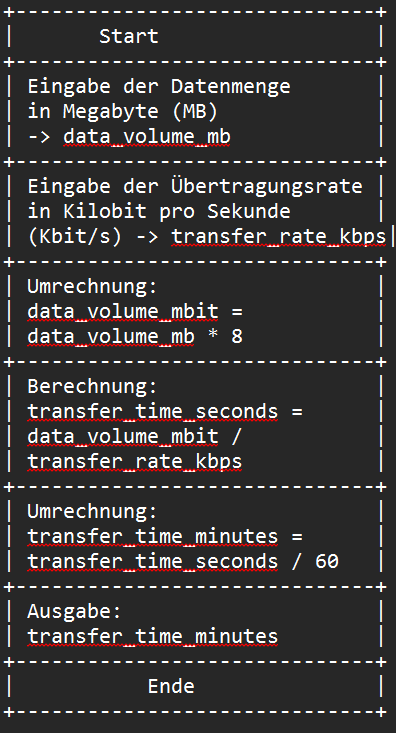 +------------------------------+
| Start |
+------------------------------+
| Eingabe der Datenmenge |
| in Megabyte (MB) |
| -> data_volume_mb |
+------------------------------+
| Eingabe der Übertragungsrate |
| in Kilobit pro Sekunde |
| (Kbit/s) -> transfer_rate_kbps|
+------------------------------+
| Umrechnung: |
| data_volume_mbit = |
| data_volume_mb * 8 |
+------------------------------+
| Berechnung: |
| transfer_time_seconds = |
| data_volume_mbit / |
| transfer_rate_kbps |
+------------------------------+
| Umrechnung: |
| transfer_time_minutes = |
| transfer_time_seconds / 60 |
+------------------------------+
| Ausgabe: |
| transfer_time_minutes |
+------------------------------+
| Ende |
+------------------------------+